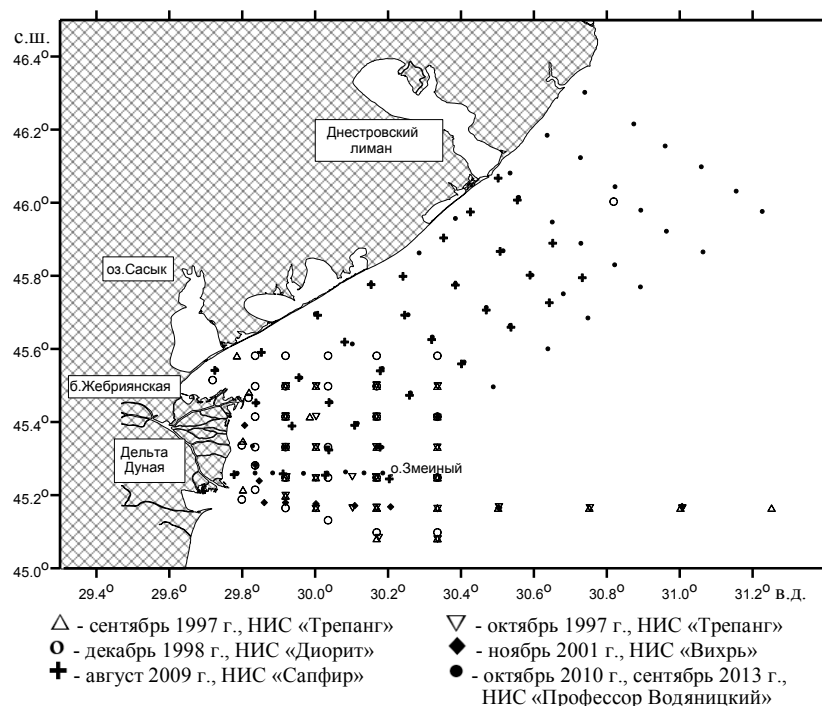 с.ш.
46.4°
Днестровский
лиман
46.2°
46.0°
оз.Сасык
45.8°
45.6°
б.Жебриянская
45.4°
Дельта
Дуная
о.Змеиный
45.2°
45.0°
29.4° 29.6° 29.8° 30.0° 30.2° 30.4° 30.6° 30.8° 31.0° 31.2° в.д.
- сентябрь 1997 г., НИС «Трепанг»
- декабрь 1998 г., НИС «Диорит»
- август 2009 г., НИС «Сапфир»
- октябрь 1997 г., НИС «Трепанг»
- ноябрь 2001 г., НИС «Вихрь»
- октябрь 2010 г., сентябрь 2013 г.,
НИС «Профессор Водяницкий»